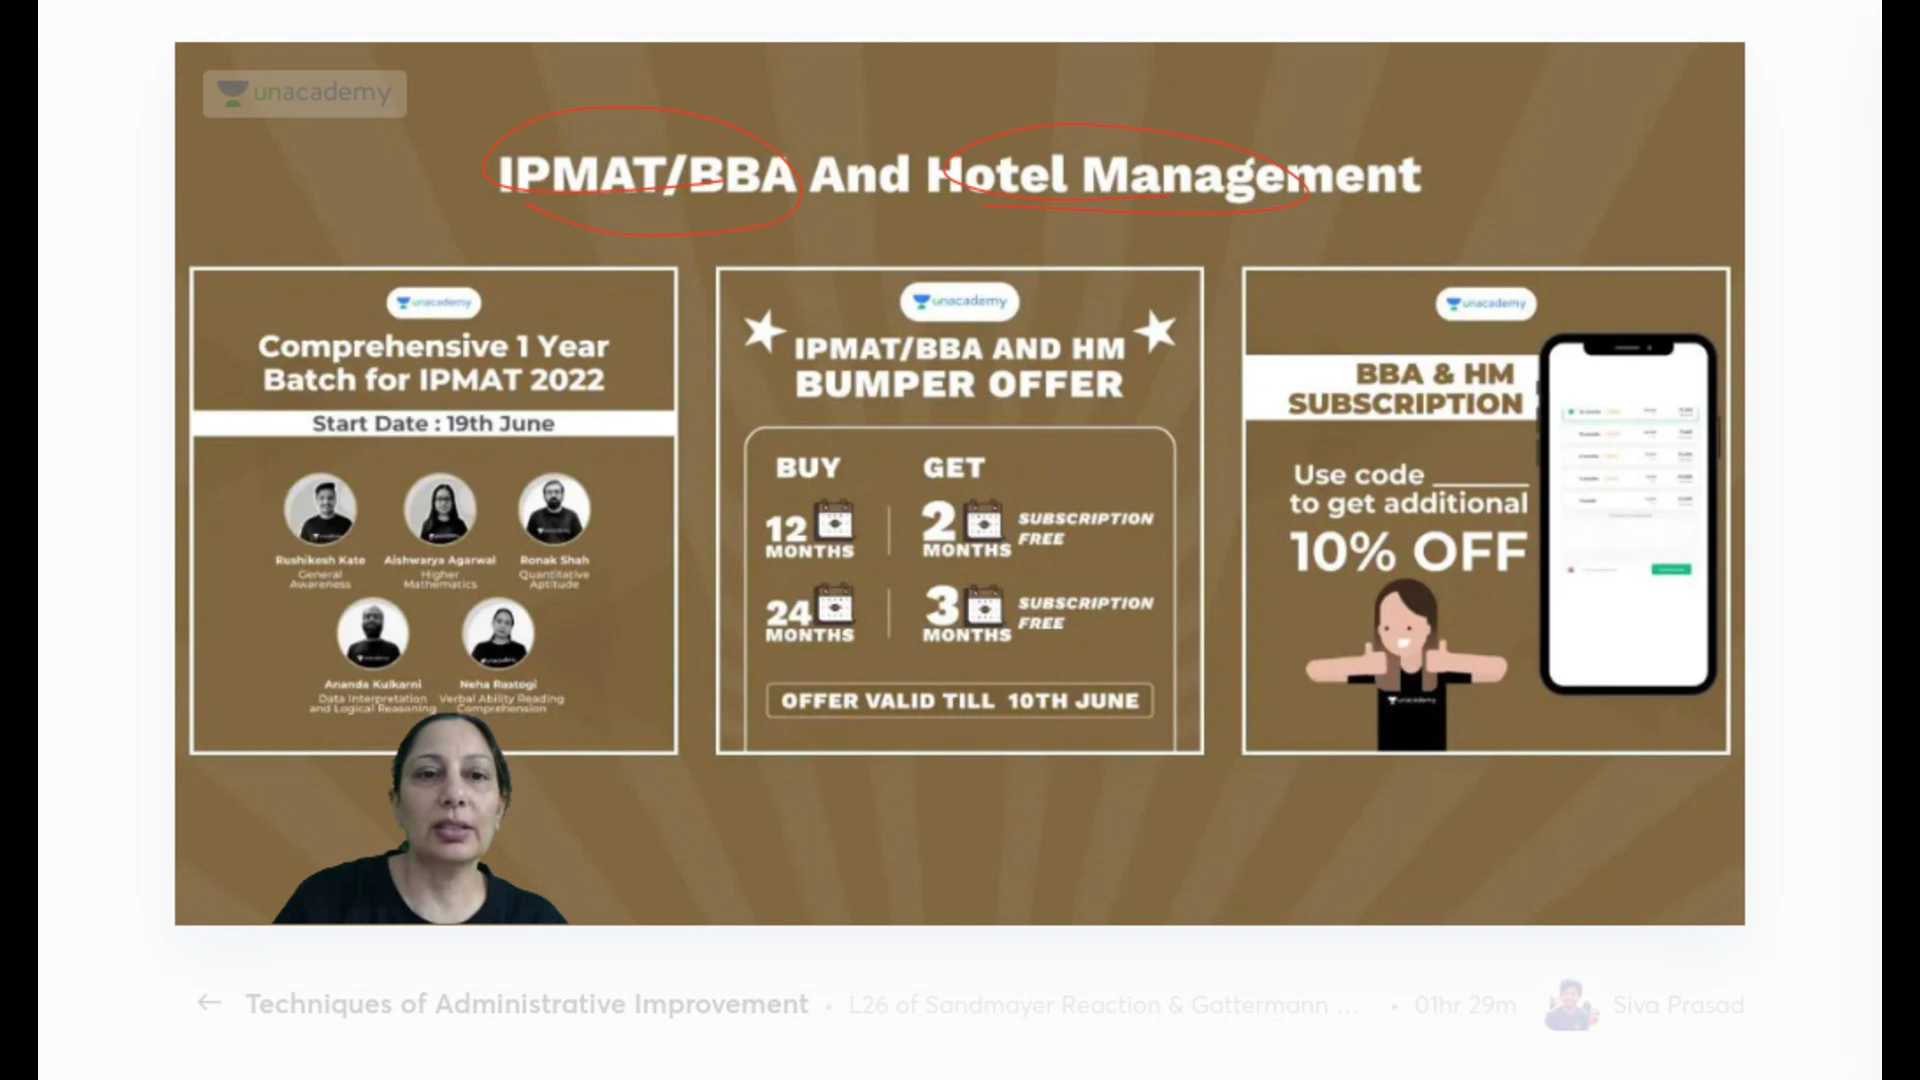 unacademy
IPMAT/BBA And Hotel Management
unacademy
Comprehensive 1 Year
Batch for IPMAT 2022
Start Date : 19th June
Rushikesh Kate
General
Awareness
Aishwarya Agarwal
Higher
Mathematics
Ronak Shah
Quantitative
Aptitude
Ananda Kulkarni
Data Interpretation
and Logical Reasoning
Neha Rastogi
Verbal Ability Reading
Comprehension
unacademy
IPMAT/BBA AND HM
BUMPER OFFER
BUY GET
12 MONTHS 2 MONTHS SUBSCRIPTION FREE
24 MONTHS 3 MONTHS SUBSCRIPTION FREE
OFFER VALID TILL 10TH JUNE
unacademy
BBA & HM
SUBSCRIPTION
Use code ______
to get additional
10% OFF
unacademy
Techniques of Administrative Improvement • L26 of Sandmayer Reaction & Gattermann ... • 01hr 29m Siva Prasad